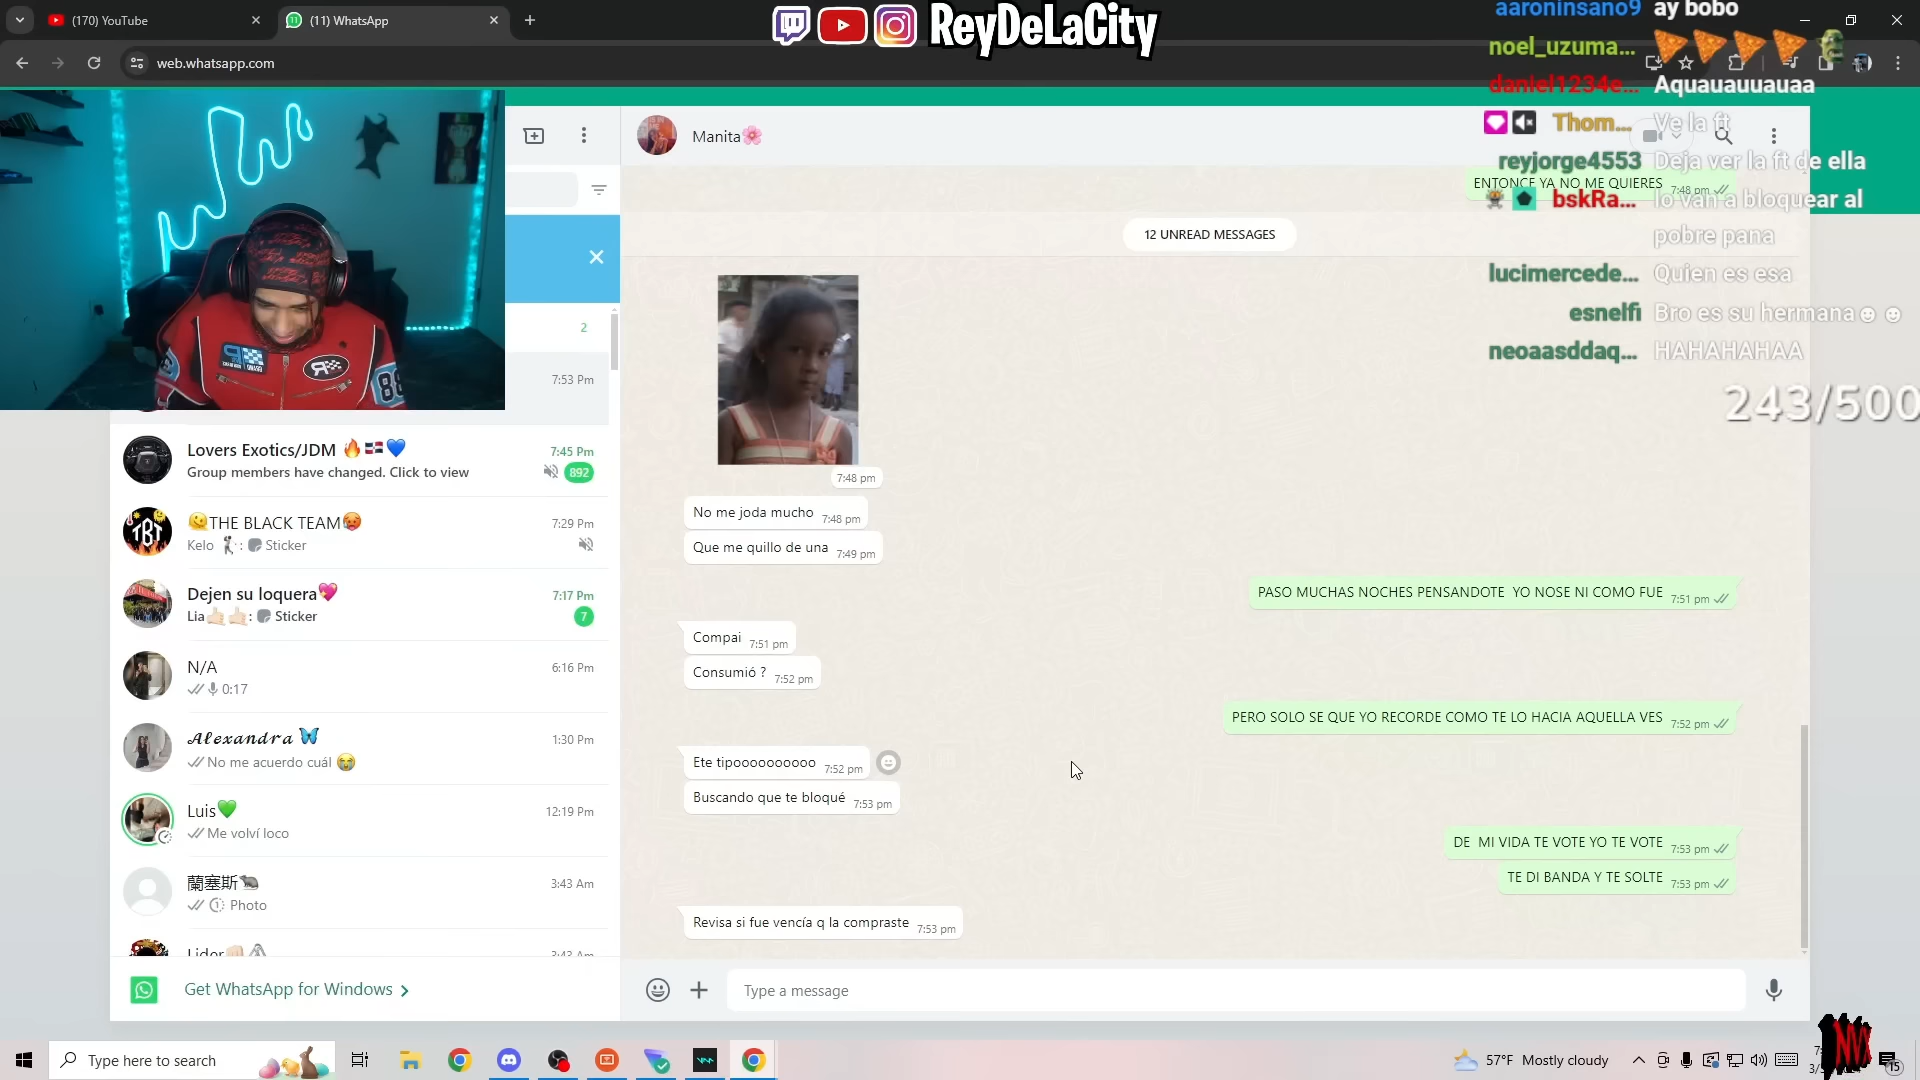 (170) YouTube
(11) WhatsApp
web.whatsapp.com
ReyDeLaCity
aaroninsano9 ay bobo
noel_uzuma...
daniel1234e... Aquauauuauaa
Thom... Ve la ft
reyjorge4553 Deja ver la ft de ella
bskRa... lo van a bloquear al
pobre pana
lucimercede... Quien es esa
esnelfi Bro es su hermana☺☺
neoaasddaq... HAHAHAHAA
243/500
2
7:53 Pm
Lovers Exotics/JDM 🔥🇩🇴💙 7:45 Pm
Group members have changed. Click to view 892
🫠THE BLACK TEAM🥵 7:29 Pm
Kelo : Sticker
Dejen su loquera💖 7:17 Pm
Lia🤙🏻🤙🏻: Sticker 7
N/A 6:16 Pm
0:17
𝓐𝓵𝓮𝔁𝓪𝓷𝓭𝓻𝓪 🦋 1:30 Pm
No me acuerdo cuál 😭
Luis💚 12:19 Pm
Me volví loco
蘭塞斯🦡 3:43 Am
Photo
Lider 3:43 Am
Get WhatsApp for Windows
Manita🌸
ENTONCE YA NO ME QUIERES 7:48 pm
12 UNREAD MESSAGES
7:48 pm
No me joda mucho 7:48 pm
Que me quillo de una 7:49 pm
PASO MUCHAS NOCHES PENSANDOTE YO NOSE NI COMO FUE 7:51 pm
Compai 7:51 pm
Consumió ? 7:52 pm
PERO SOLO SE QUE YO RECORDE COMO TE LO HACIA AQUELLA VES 7:52 pm
Ete tipoooooooooo 7:52 pm
Buscando que te bloqué 7:53 pm
DE MI VIDA TE VOTE YO TE VOTE 7:53 pm
TE DI BANDA Y TE SOLTE 7:53 pm
Revisa si fue vencía q la compraste 7:53 pm
Type a message
Type here to search
57°F Mostly cloudy
15